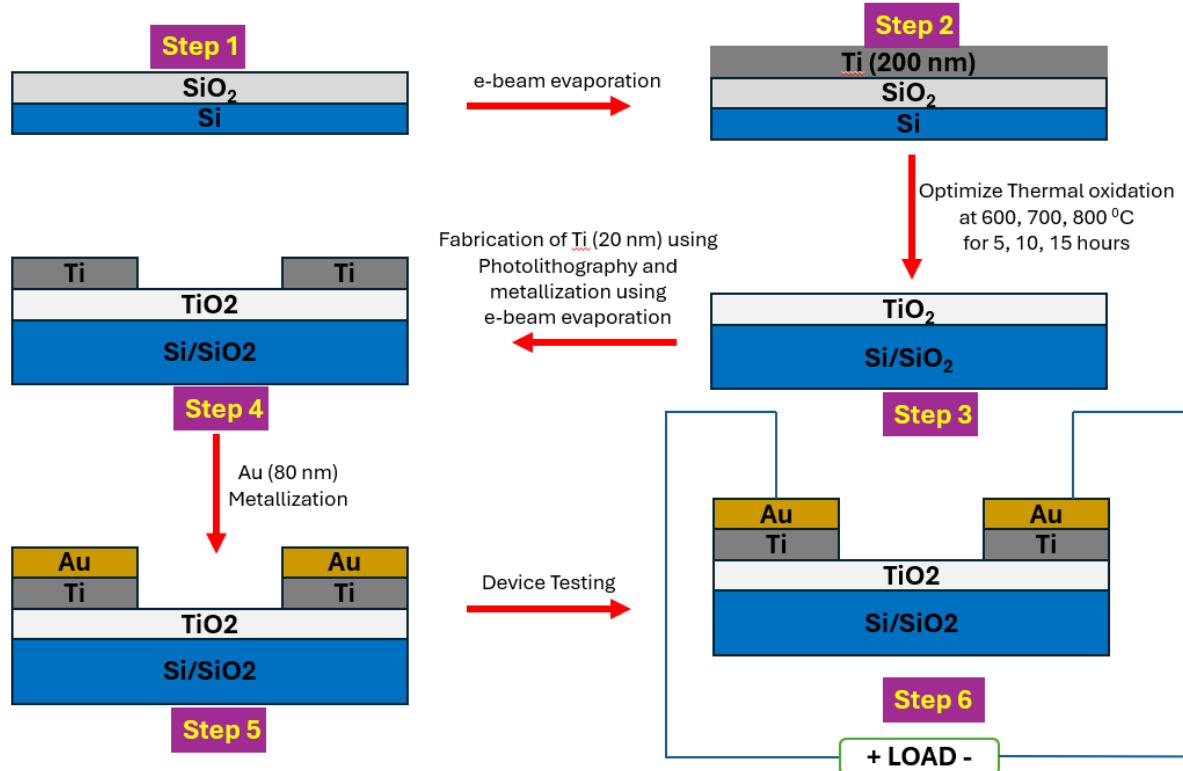 Step 1
SiO₂
Si
e-beam evaporation
Step 2
Ti (200 nm)
SiO₂
Si
Optimize Thermal oxidation
at 600, 700, 800 ⁰C
for 5, 10, 15 hours
TiO₂
Si/SiO₂
Step 3
Fabrication of Ti (20 nm) using
Photolithography and
metallization using
e-beam evaporation
Ti Ti
TiO2
Si/SiO2
Step 4
Au (80 nm)
Metallization
Au Au
Ti Ti
TiO2
Si/SiO2
Step 5
Device Testing
Au Au
Ti Ti
TiO2
Si/SiO2
Step 6
+ LOAD -